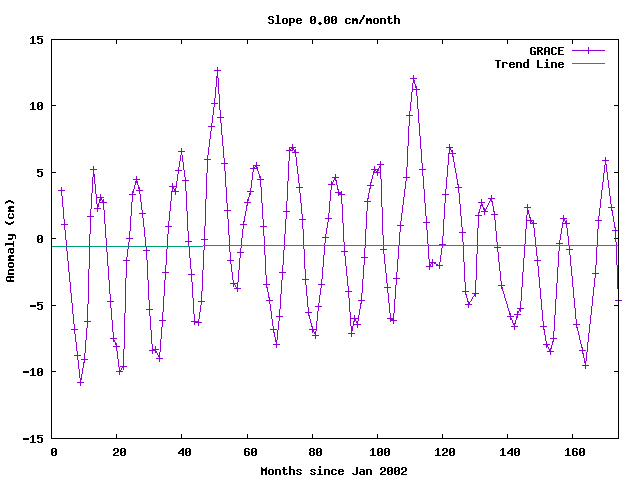 Slope 0.00 cm/month
GRACE
Trend Line
15
10
5
0
-5
-10
-15
Anomaly (cm)
0 20 40 60 80 100 120 140 160
Months since Jan 2002